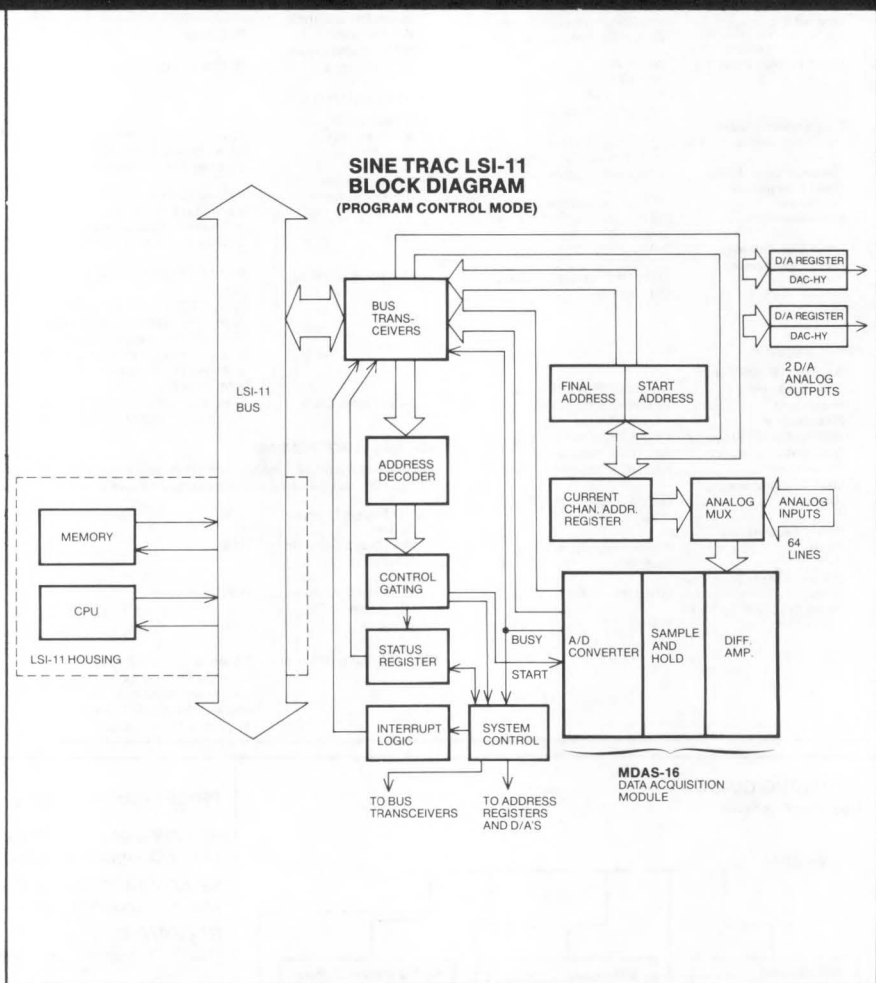 SINE TRAC LSI-11
BLOCK DIAGRAM
(PROGRAM CONTROL MODE)
D/A REGISTER
DAC-HY
BUS
TRANS-
CEIVERS
D/A REGISTER
DAC-HY
2 D/A
ANALOG
OUTPUTS
LSI-11
BUS
FINAL
ADDRESS
START
ADDRESS
ADDRESS
DECODER
CURRENT
CHAN. ADDR.
REGISTER
ANALOG
MUX
ANALOG
INPUTS
64
LINES
MEMORY
CPU
LSI-11 HOUSING
CONTROL
GATING
STATUS
REGISTER
BUSY
START
A/D
CONVERTER
SAMPLE
AND
HOLD
DIFF.
AMP.
INTERRUPT
LOGIC
SYSTEM
CONTROL
MDAS-16
DATA ACQUISITION
MODULE
TO BUS
TRANSCEIVERS
TO ADDRESS
REGISTERS
AND D/A'S